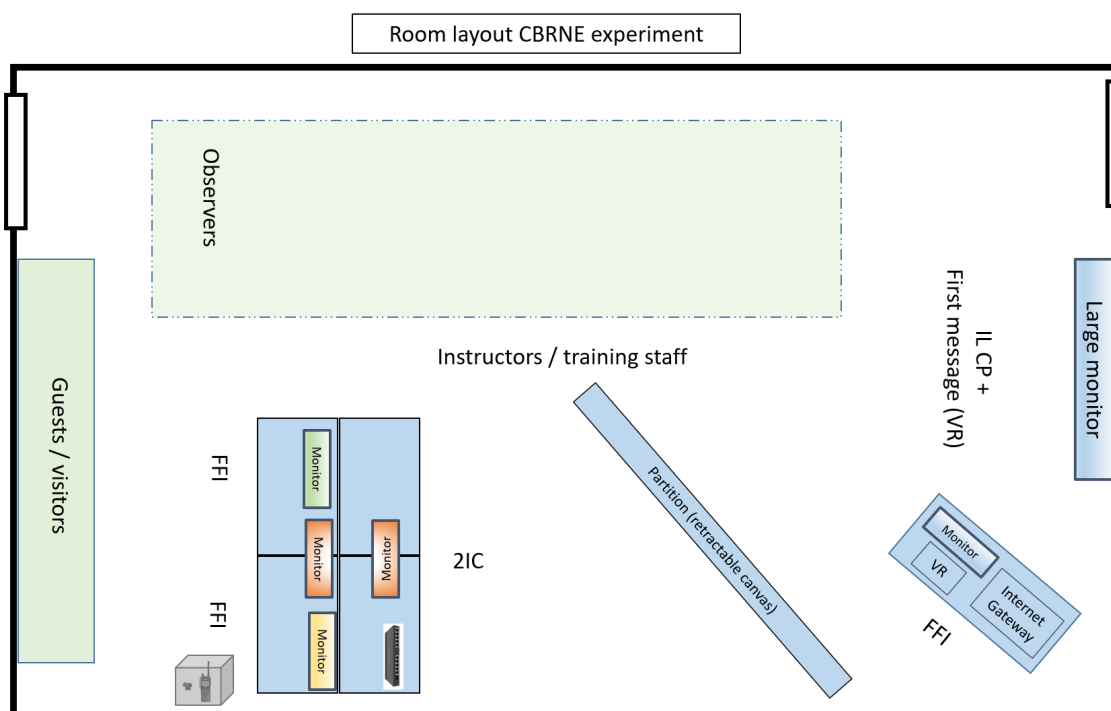 Room layout CBRNE experiment
Observers
Instructors / training staff
Guests / visitors
FFI
FFI
Monitor
Monitor
Monitor
Monitor
2IC
Partition (retractable canvas)
IL CP +
First message (VR)
Large monitor
Monitor
VR
Internet
Gateway
FFI